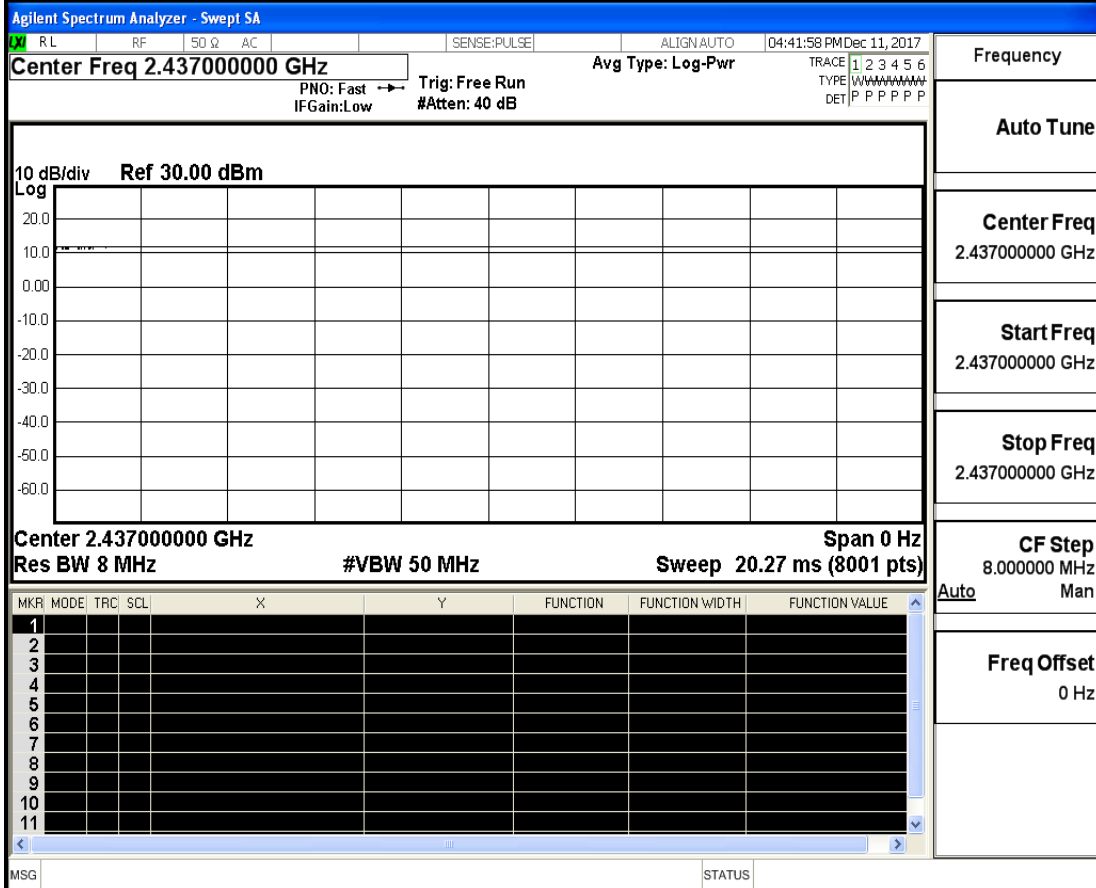 Agilent Spectrum Analyzer - Swept SA
LXI RL RF 50 Ω AC SENSE:PULSE ALIGN AUTO 04:41:58 PM Dec 11, 2017
Center Freq 2.437000000 GHz
PNO: Fast
IFGain:Low
Trig: Free Run
#Atten: 40 dB
Avg Type: Log-Pwr
TRACE 1 2 3 4 5 6
TYPE
DET P P P P P P
10 dB/div Ref 30.00 dBm
Log
20.0
10.0
0.00
-10.0
-20.0
-30.0
-40.0
-50.0
-60.0
Center 2.437000000 GHz Span 0 Hz
Res BW 8 MHz #VBW 50 MHz Sweep 20.27 ms (8001 pts)
MKR MODE TRC SCL X Y FUNCTION FUNCTION WIDTH FUNCTION VALUE
1
2
3
4
5
6
7
8
9
10
11
MSG STATUS
Frequency
Auto Tune
Center Freq
2.437000000 GHz
Start Freq
2.437000000 GHz
Stop Freq
2.437000000 GHz
CF Step
8.000000 MHz
Auto Man
Freq Offset
0 Hz